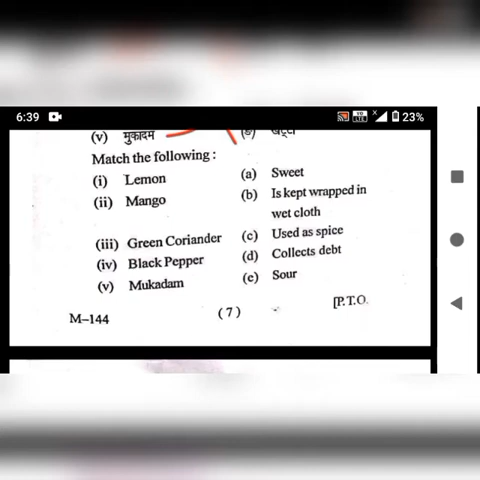 6:39 23%
(v) मुकादम (ङ) खट्टा
Match the following :
(i) Lemon (a) Sweet
(ii) Mango (b) Is kept wrapped in
wet cloth
(iii) Green Coriander (c) Used as spice
(iv) Black Pepper (d) Collects debt
(v) Mukadam (e) Sour
M–144 (7) [P.T.O.